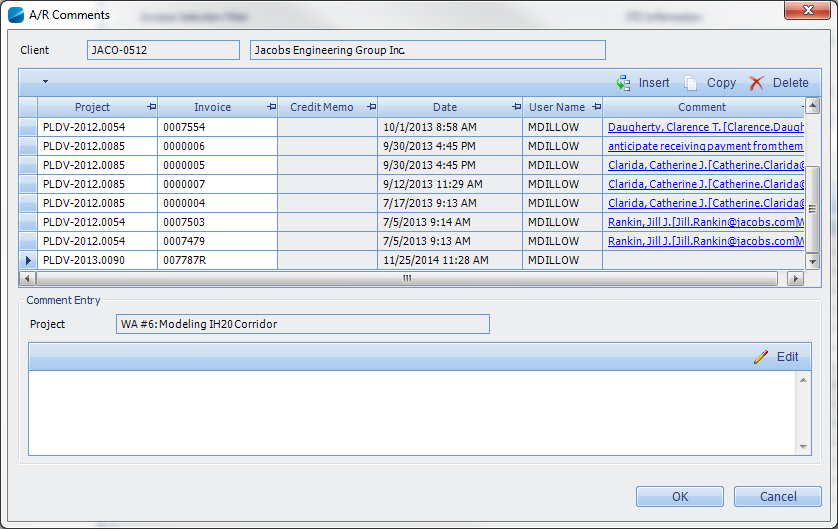 A/R Comments
Client JACO-0512 Jacobs Engineering Group Inc.
Insert Copy Delete
Project Invoice Credit Memo Date User Name Comment
PLDV-2012.0054 0007554 10/1/2013 8:58 AM MDILLOW Daugherty, Clarence T. [Clarence.Daugh
PLDV-2012.0085 0000006 9/30/2013 4:45 PM MDILLOW anticipate receiving payment from them
PLDV-2012.0085 0000005 9/30/2013 4:45 PM MDILLOW Clarida, Catherine J. [Catherine.Clarida@
PLDV-2012.0085 0000007 9/12/2013 11:29 AM MDILLOW Clarida, Catherine J. [Catherine.Clarida@
PLDV-2012.0085 0000004 7/17/2013 9:13 AM MDILLOW Clarida, Catherine J. [Catherine.Clarida@
PLDV-2012.0054 0007503 7/5/2013 9:14 AM MDILLOW Rankin, Jill J. [Jill.Rankin@jacobs.com]W
PLDV-2012.0054 0007479 7/5/2013 9:13 AM MDILLOW Rankin, Jill J. [Jill.Rankin@jacobs.com]W
PLDV-2013.0090 007787R 11/25/2014 11:28 AM MDILLOW
Comment Entry
Project WA #6: Modeling IH20 Corridor
Edit
OK Cancel